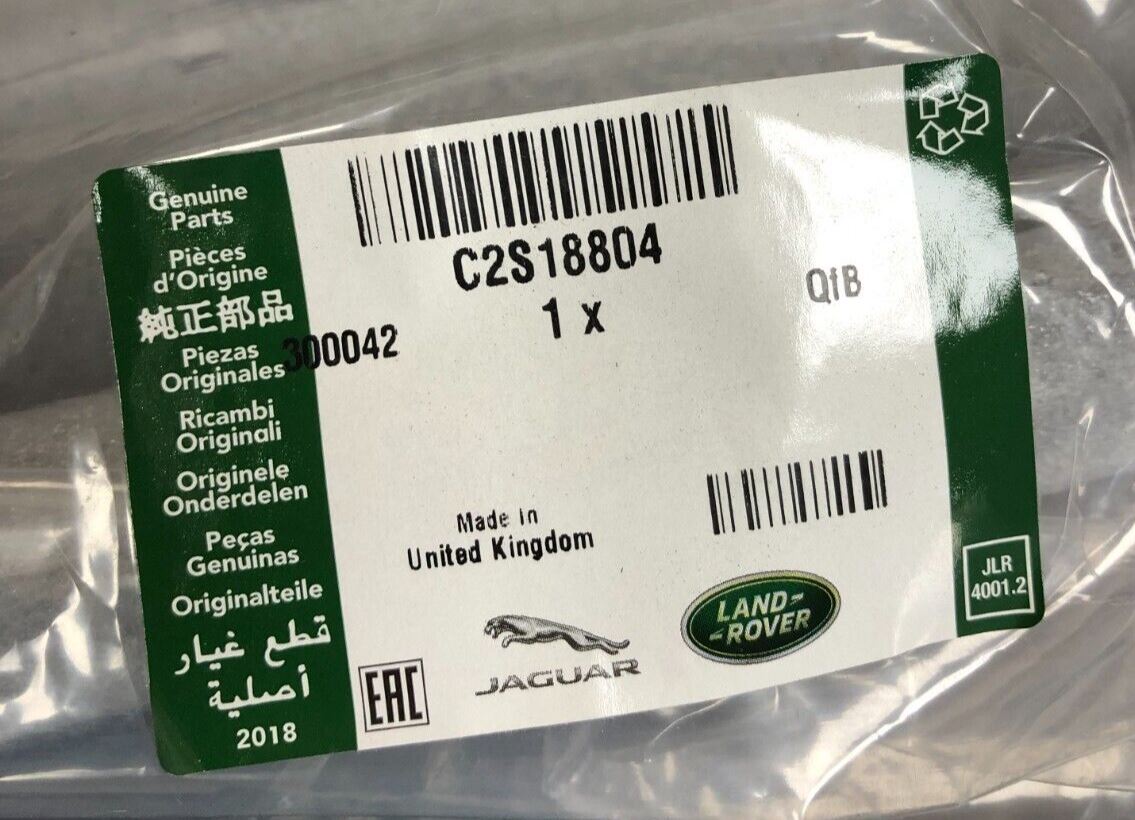 Genuine
Parts
Pièces
d'Origine
純正部品
Piezas
Originales
Ricambi
Originali
Originele
Onderdelen
Peças
Genuinas
Originalteile
قطع غيار
أصلية
2018
C2S18804
1 x
QfB
300042
Made in
United Kingdom
EAC
JAGUAR
LAND-
-ROVER
JLR
4001.2